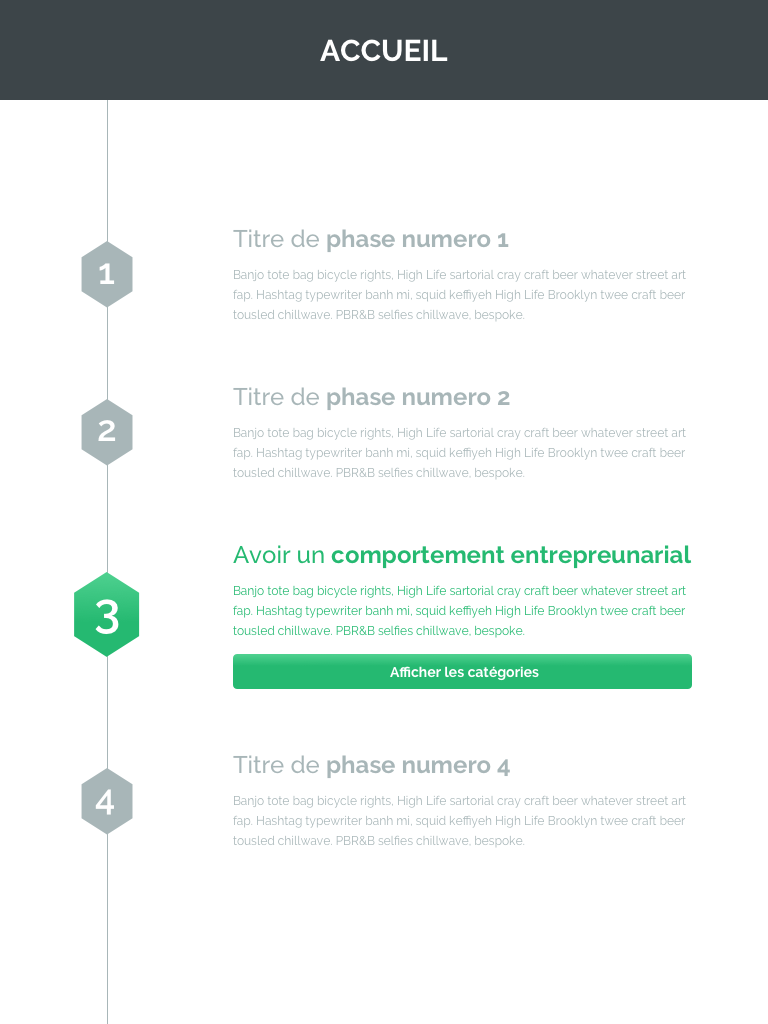 ACCUEIL
1
Titre de phase numero 1
Banjo tote bag bicycle rights, High Life sartorial cray craft beer whatever street art
fap. Hashtag typewriter banh mi, squid keffiyeh High Life Brooklyn twee craft beer
tousled chillwave. PBR&B selfies chillwave, bespoke.
2
Titre de phase numero 2
Banjo tote bag bicycle rights, High Life sartorial cray craft beer whatever street art
fap. Hashtag typewriter banh mi, squid keffiyeh High Life Brooklyn twee craft beer
tousled chillwave. PBR&B selfies chillwave, bespoke.
3
Avoir un comportement entrepreunarial
Banjo tote bag bicycle rights, High Life sartorial cray craft beer whatever street art
fap. Hashtag typewriter banh mi, squid keffiyeh High Life Brooklyn twee craft beer
tousled chillwave. PBR&B selfies chillwave, bespoke.
Afficher les catégories
4
Titre de phase numero 4
Banjo tote bag bicycle rights, High Life sartorial cray craft beer whatever street art
fap. Hashtag typewriter banh mi, squid keffiyeh High Life Brooklyn twee craft beer
tousled chillwave. PBR&B selfies chillwave, bespoke.